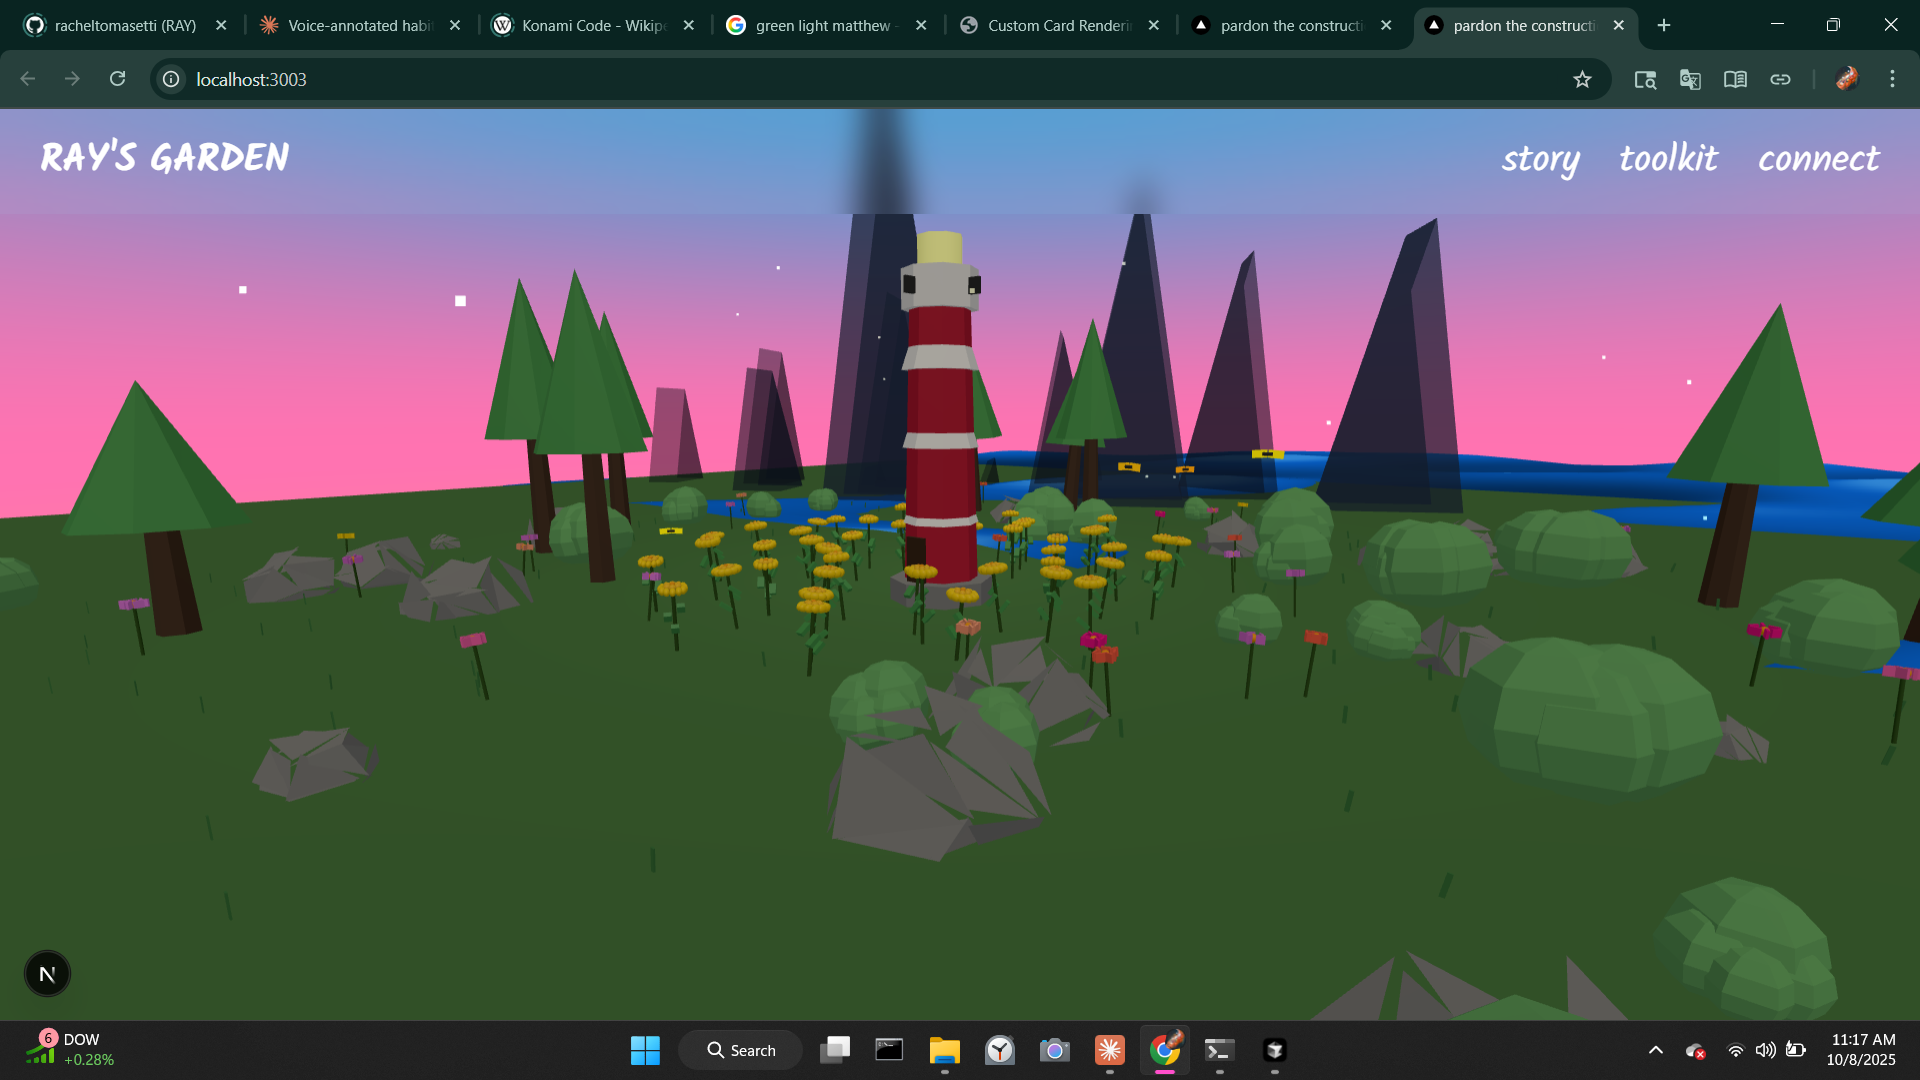 racheltomasetti (RAY)
Voice-annotated habi
Konami Code - Wikipe
green light matthew -
Custom Card Renderi
pardon the constructi
pardon the constructi
localhost:3003
RAY'S GARDEN
story
toolkit
connect
N
6
DOW
+0.28%
Search
11:17 AM
10/8/2025